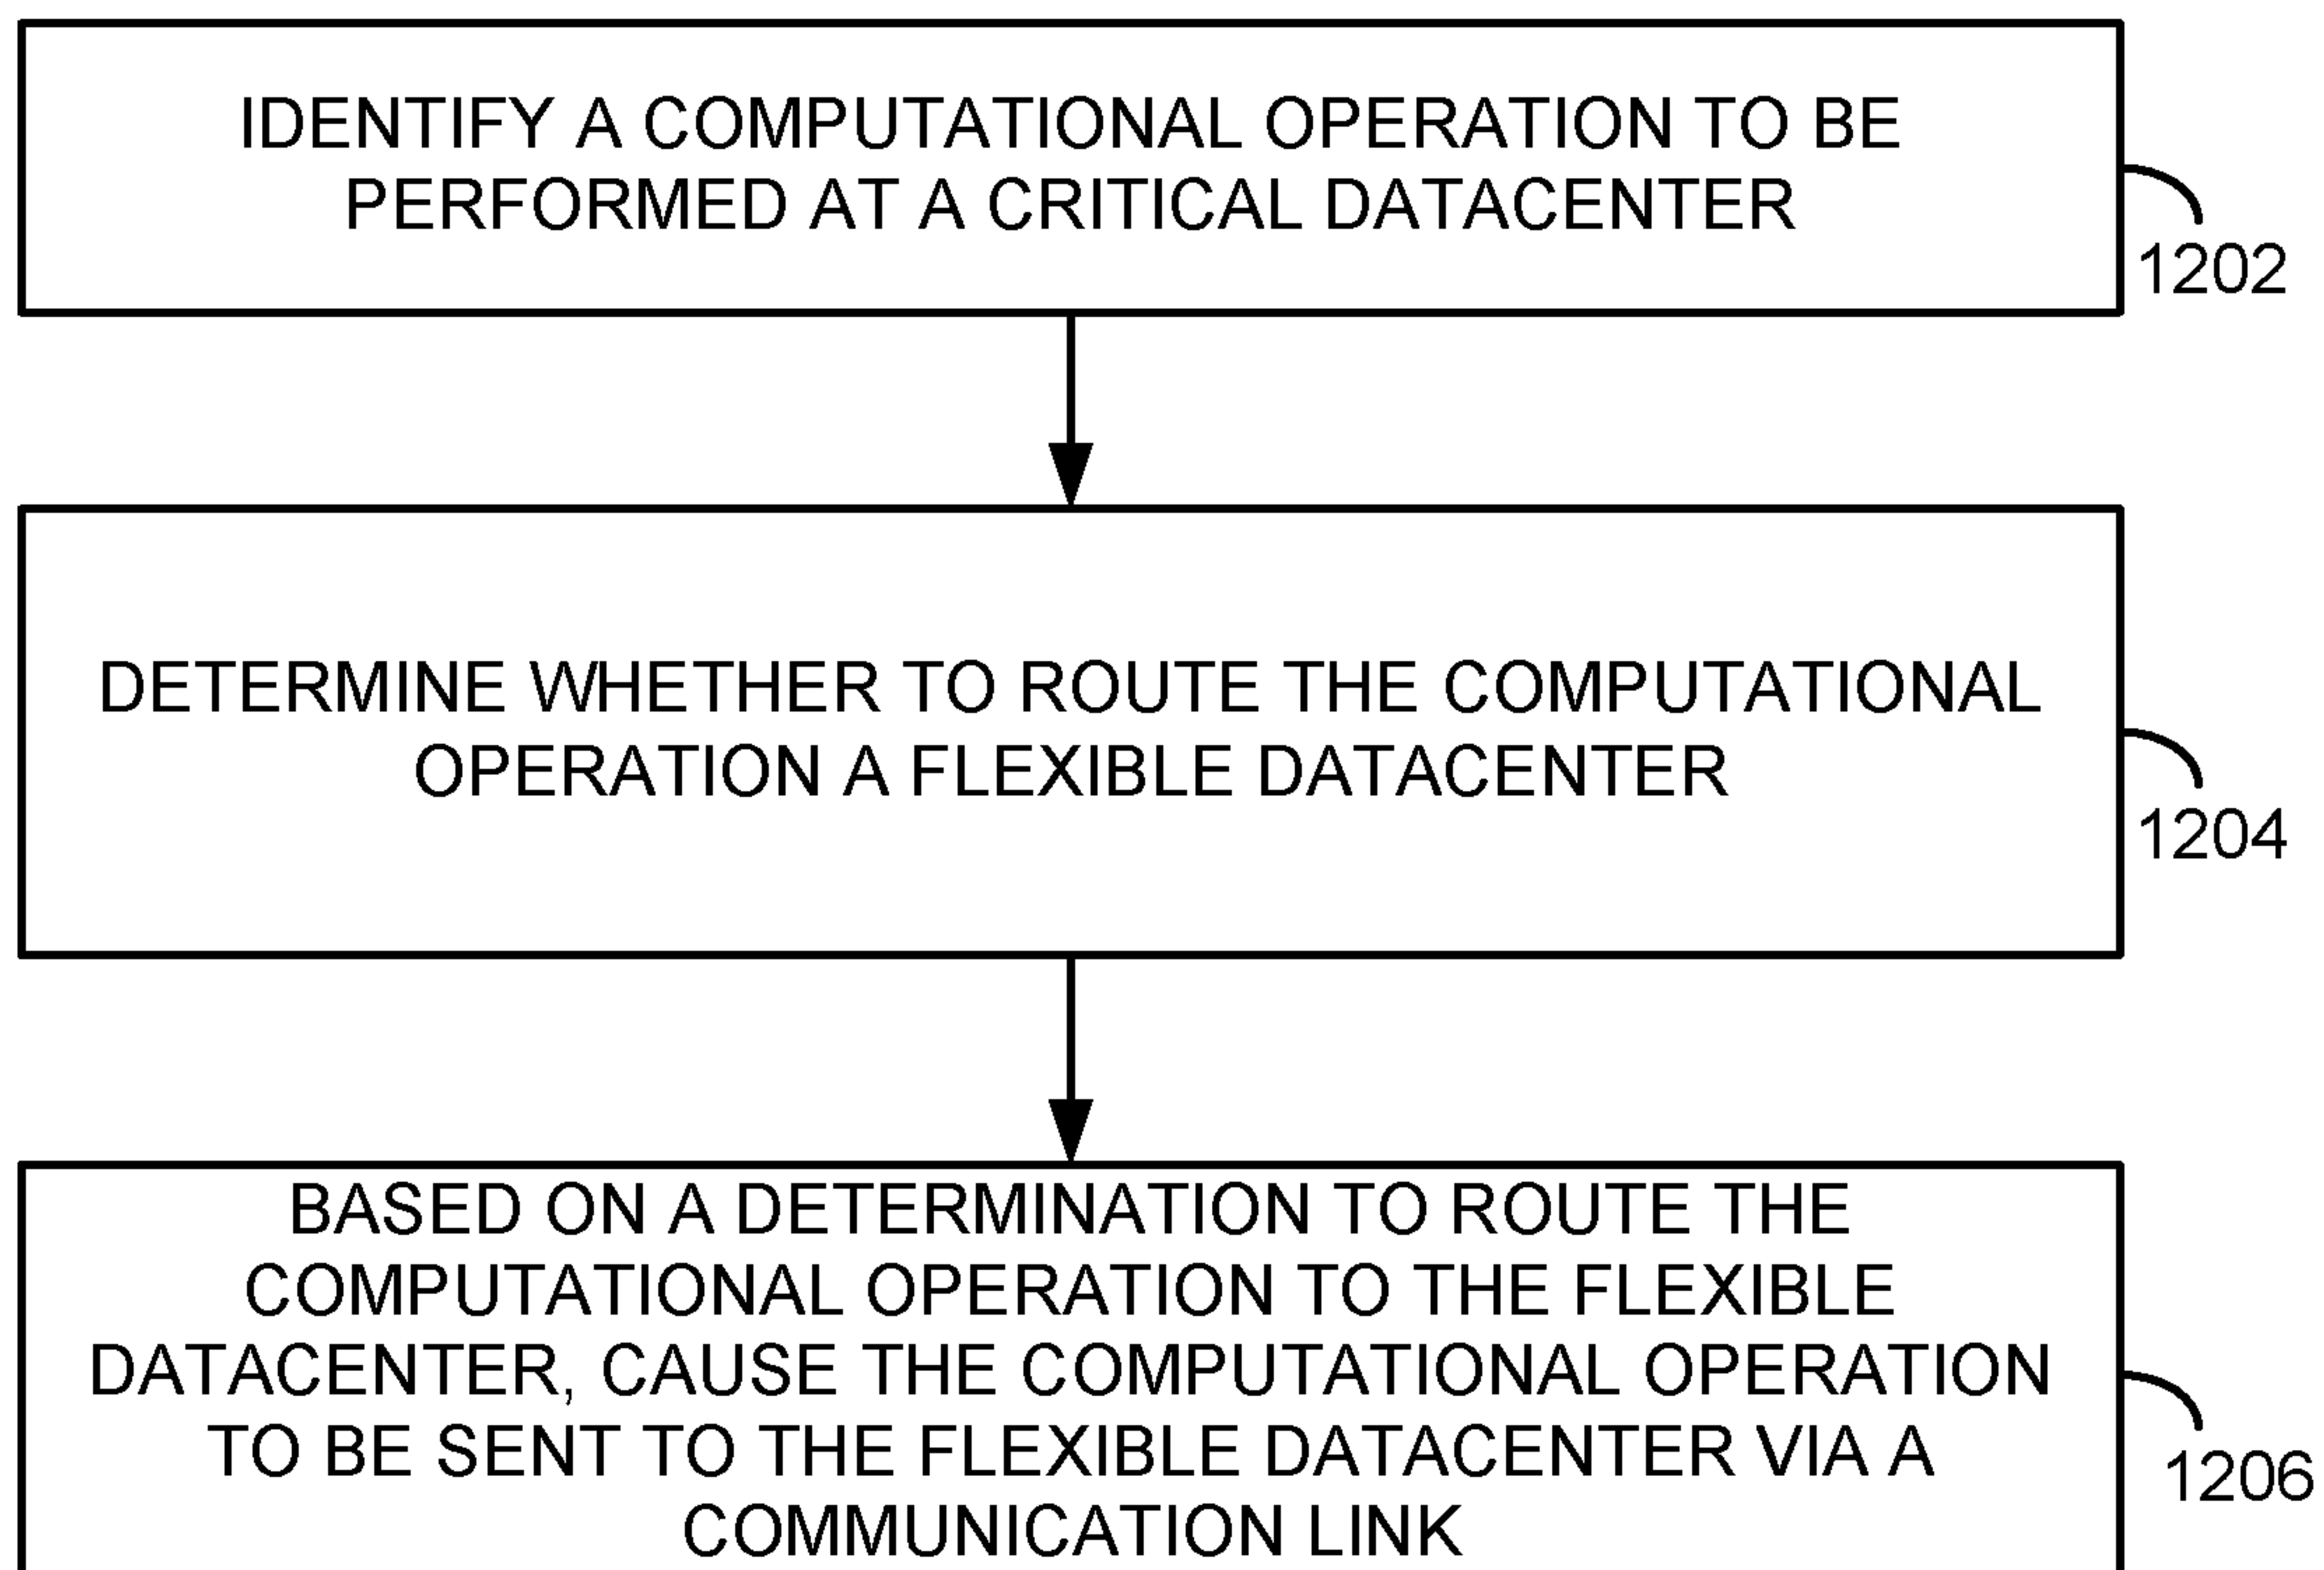 IDENTIFY A COMPUTATIONAL OPERATION TO BE
PERFORMED AT A CRITICAL DATACENTER
1202
DETERMINE WHETHER TO ROUTE THE COMPUTATIONAL
OPERATION A FLEXIBLE DATACENTER
1204
BASED ON A DETERMINATION TO ROUTE THE
COMPUTATIONAL OPERATION TO THE FLEXIBLE
DATACENTER, CAUSE THE COMPUTATIONAL OPERATION
TO BE SENT TO THE FLEXIBLE DATACENTER VIA A
COMMUNICATION LINK
1206